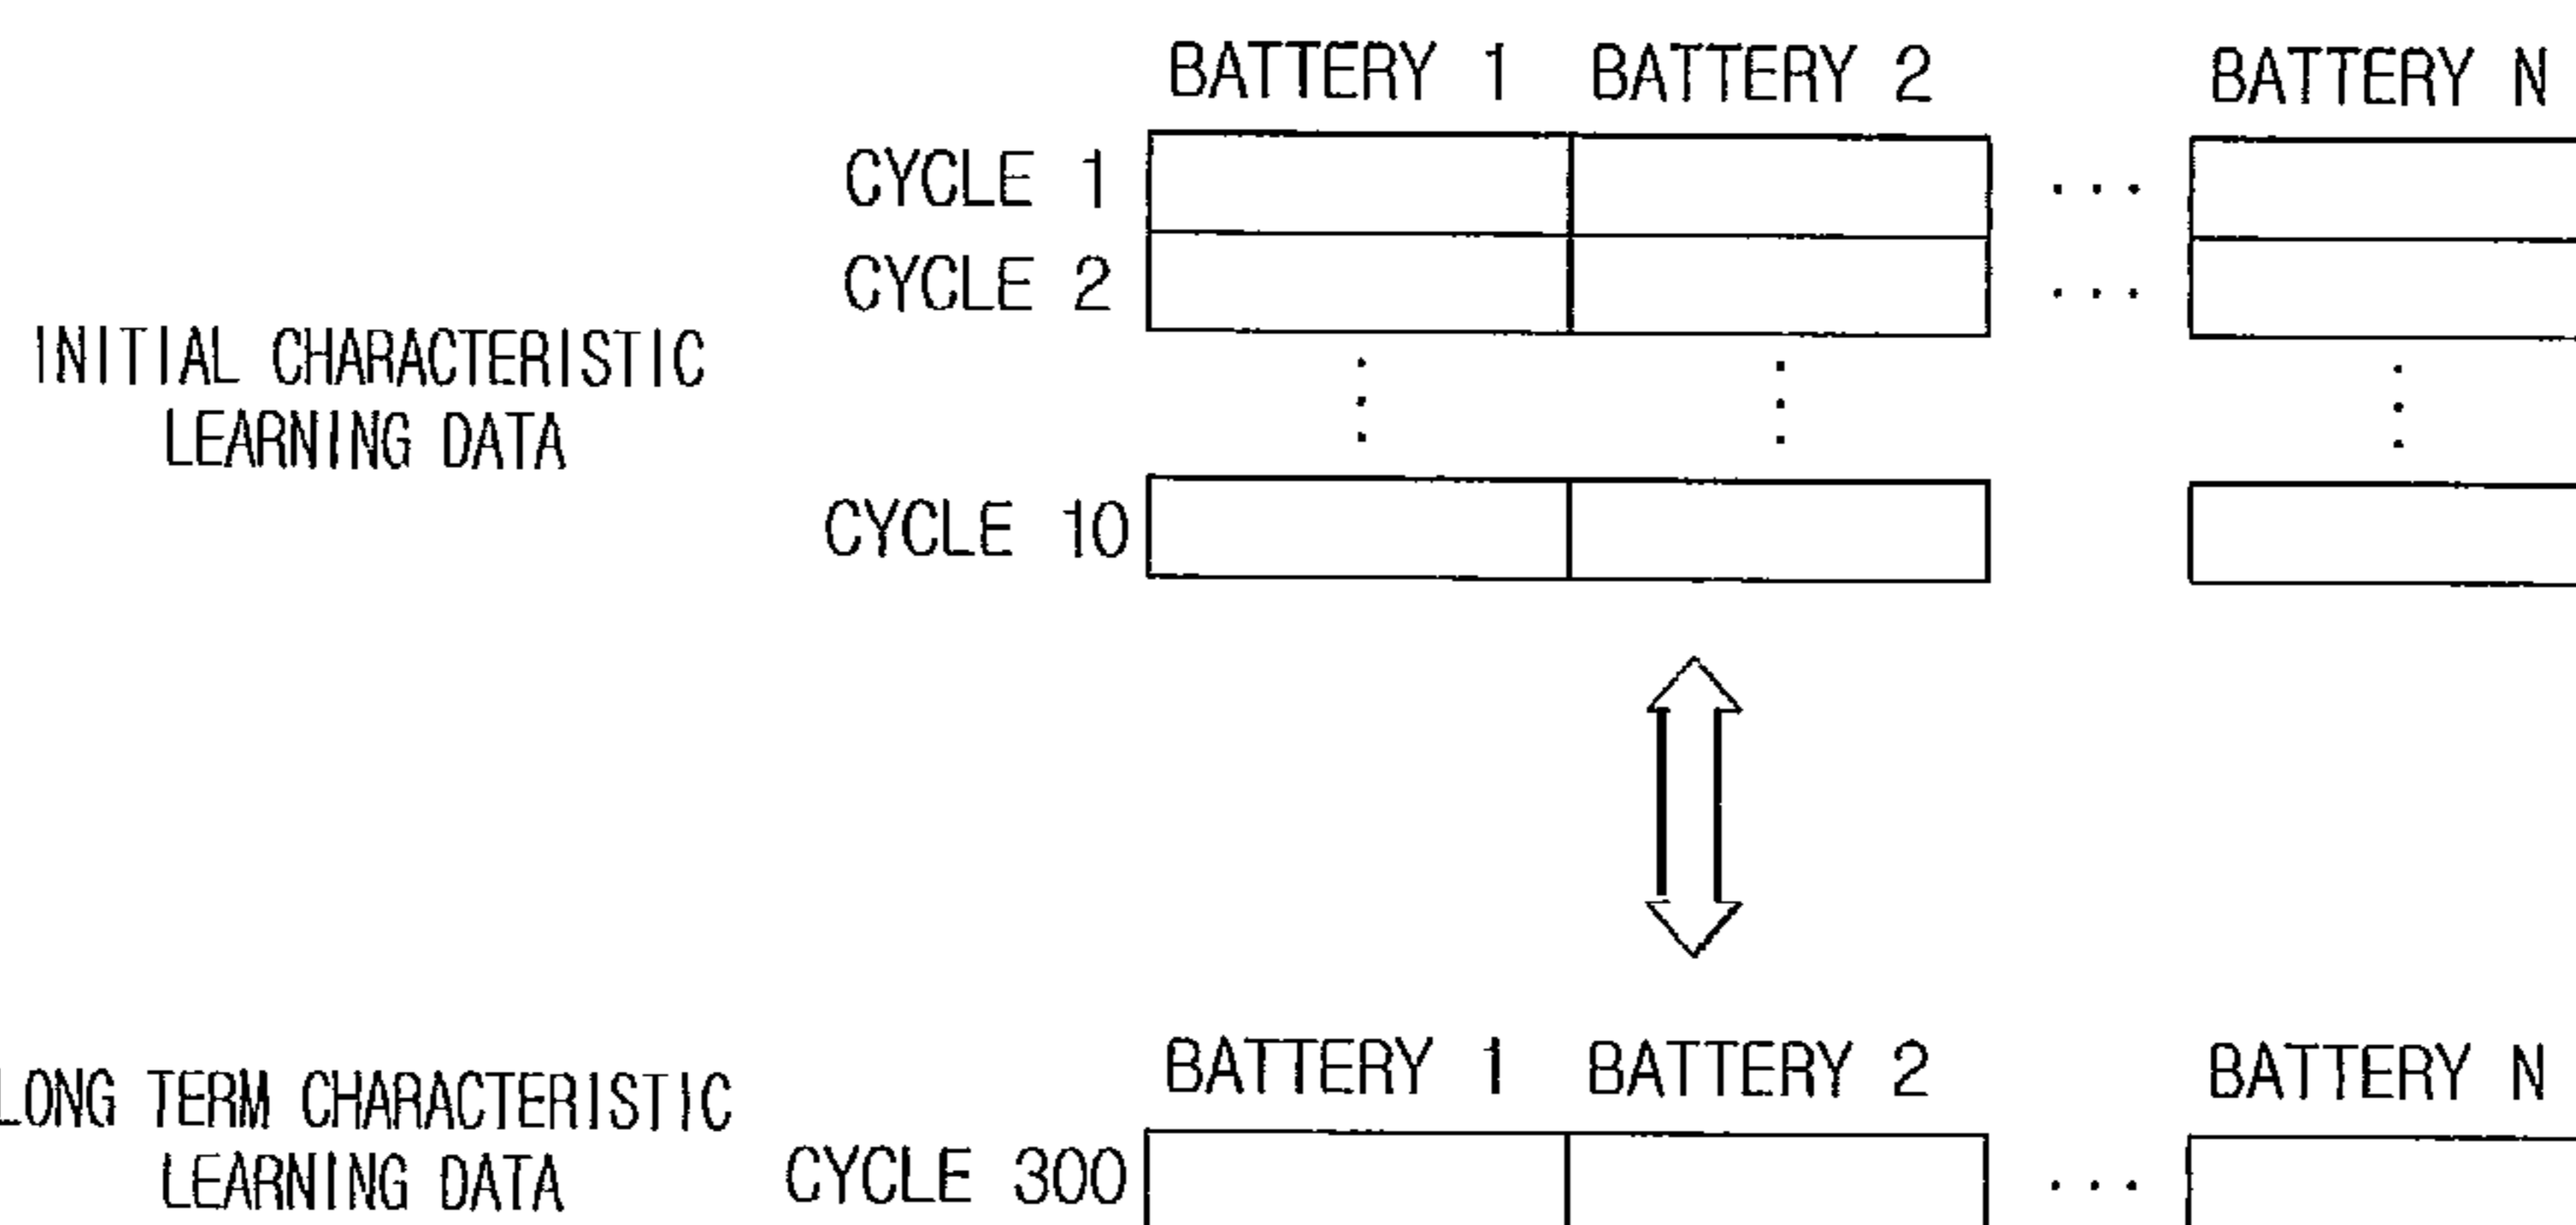 BATTERY 1 BATTERY 2 BATTERY N
CYCLE 1 ...
CYCLE 2 ...
INITIAL CHARACTERISTIC
LEARNING DATA
CYCLE 10
BATTERY 1 BATTERY 2 BATTERY N
LONG TERM CHARACTERISTIC
LEARNING DATA
CYCLE 300 ...